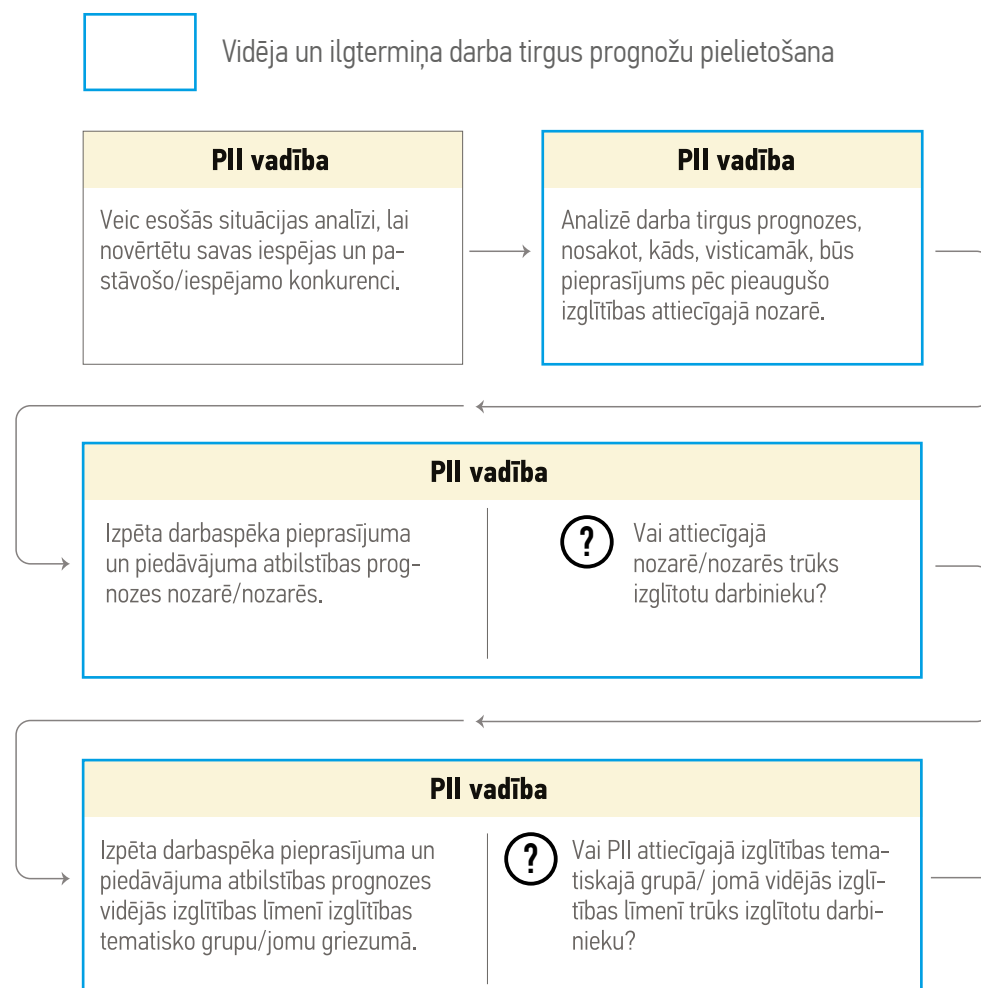 Vidēja un ilgtermiņa darba tirgus prognožu pielietošana
PII vadība
Veic esošās situācijas analīzi, lai
novērtētu savas iespējas un pa-
stāvošo/iespējamo konkurenci.
PII vadība
Analizē darba tirgus prognozes,
nosakot, kāds, visticamāk, būs
pieprasījums pēc pieaugušo
izglītības attiecīgajā nozarē.
PII vadība
Izpēta darbaspēka pieprasījuma
un piedāvājuma atbilstības prog-
nozes nozarē/nozarēs.
?
Vai attiecīgajā
nozarē/nozarēs trūks
izglītotu darbinieku?
PII vadība
Izpēta darbaspēka pieprasījuma un
piedāvājuma atbilstības prognozes
vidējās izglītības līmenī izglītības
tematisko grupu/jomu griezumā.
?
Vai PII attiecīgajā izglītības tema-
tiskajā grupā/ jomā vidējās izglī-
tības līmenī trūks izglītotu darbi-
nieku?